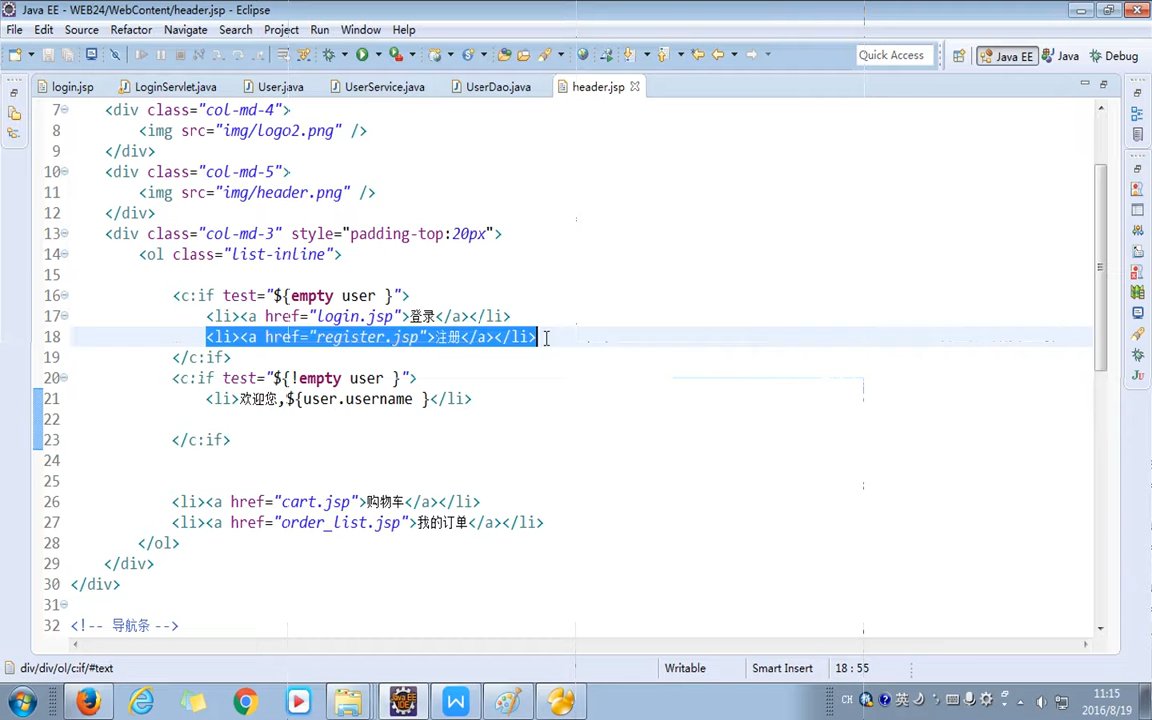 Java EE - WEB24/WebContent/header.jsp - Eclipse
File Edit Source Refactor Navigate Search Project Run Window Help
Quick Access Java EE Java Debug
login.jsp LoginServlet.java User.java UserService.java UserDao.java header.jsp
7 <div class="col-md-4">
8 <img src="img/logo2.png" />
9 </div>
10 <div class="col-md-5">
11 <img src="img/header.png" />
12 </div>
13 <div class="col-md-3" style="padding-top:20px">
14 <ol class="list-inline">
15
16 <c:if test="${empty user }">
17 <li><a href="login.jsp">登录</a></li>
18 <li><a href="register.jsp">注册</a></li>
19 </c:if>
20 <c:if test="${!empty user }">
21 <li>欢迎您,${user.username }</li>
22
23 </c:if>
24
25
26 <li><a href="cart.jsp">购物车</a></li>
27 <li><a href="order_list.jsp">我的订单</a></li>
28 </ol>
29 </div>
30 </div>
31
32 <!-- 导航条 -->
div/div/ol/c:if/#text Writable Smart Insert 18 : 55
CH 英 11:15
2016/8/19